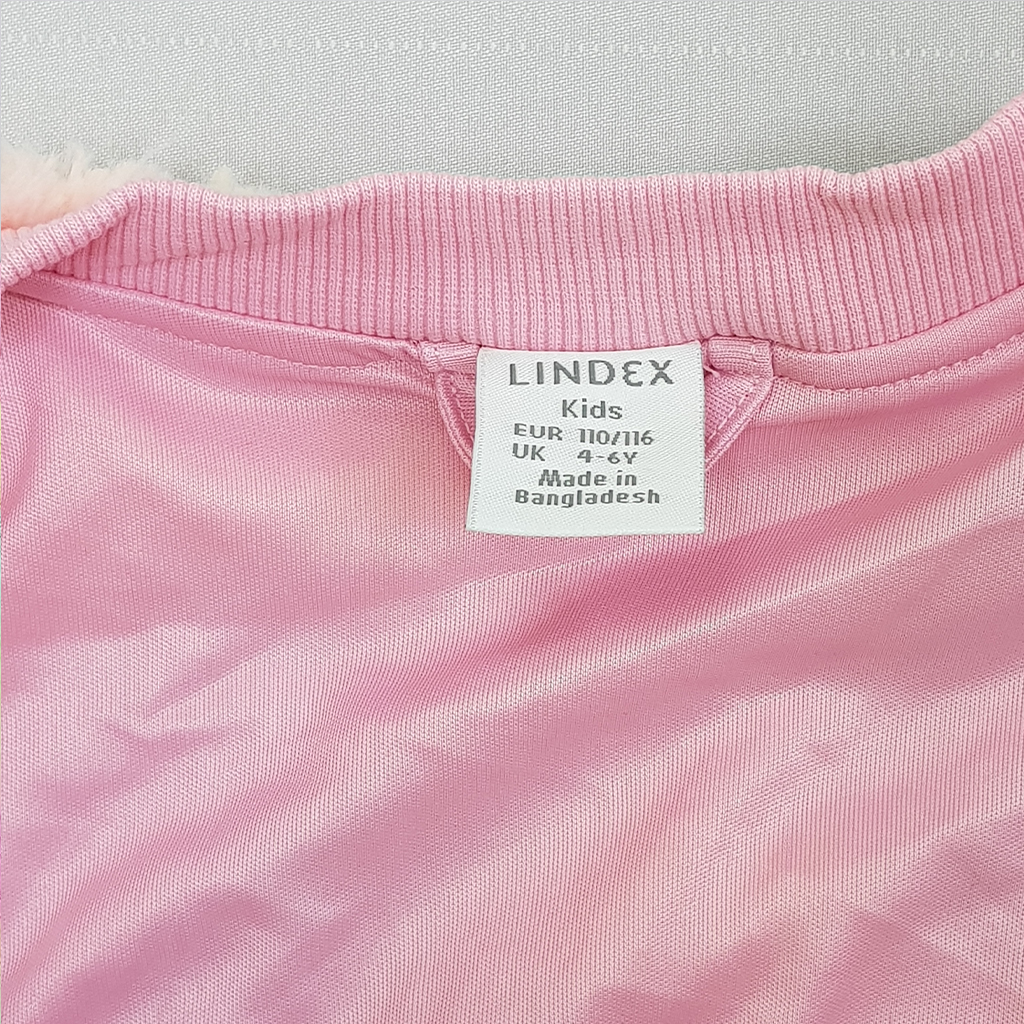 LINDEX
Kids
EUR 110/116
UK 4-6Y
Made in
Bangladesh